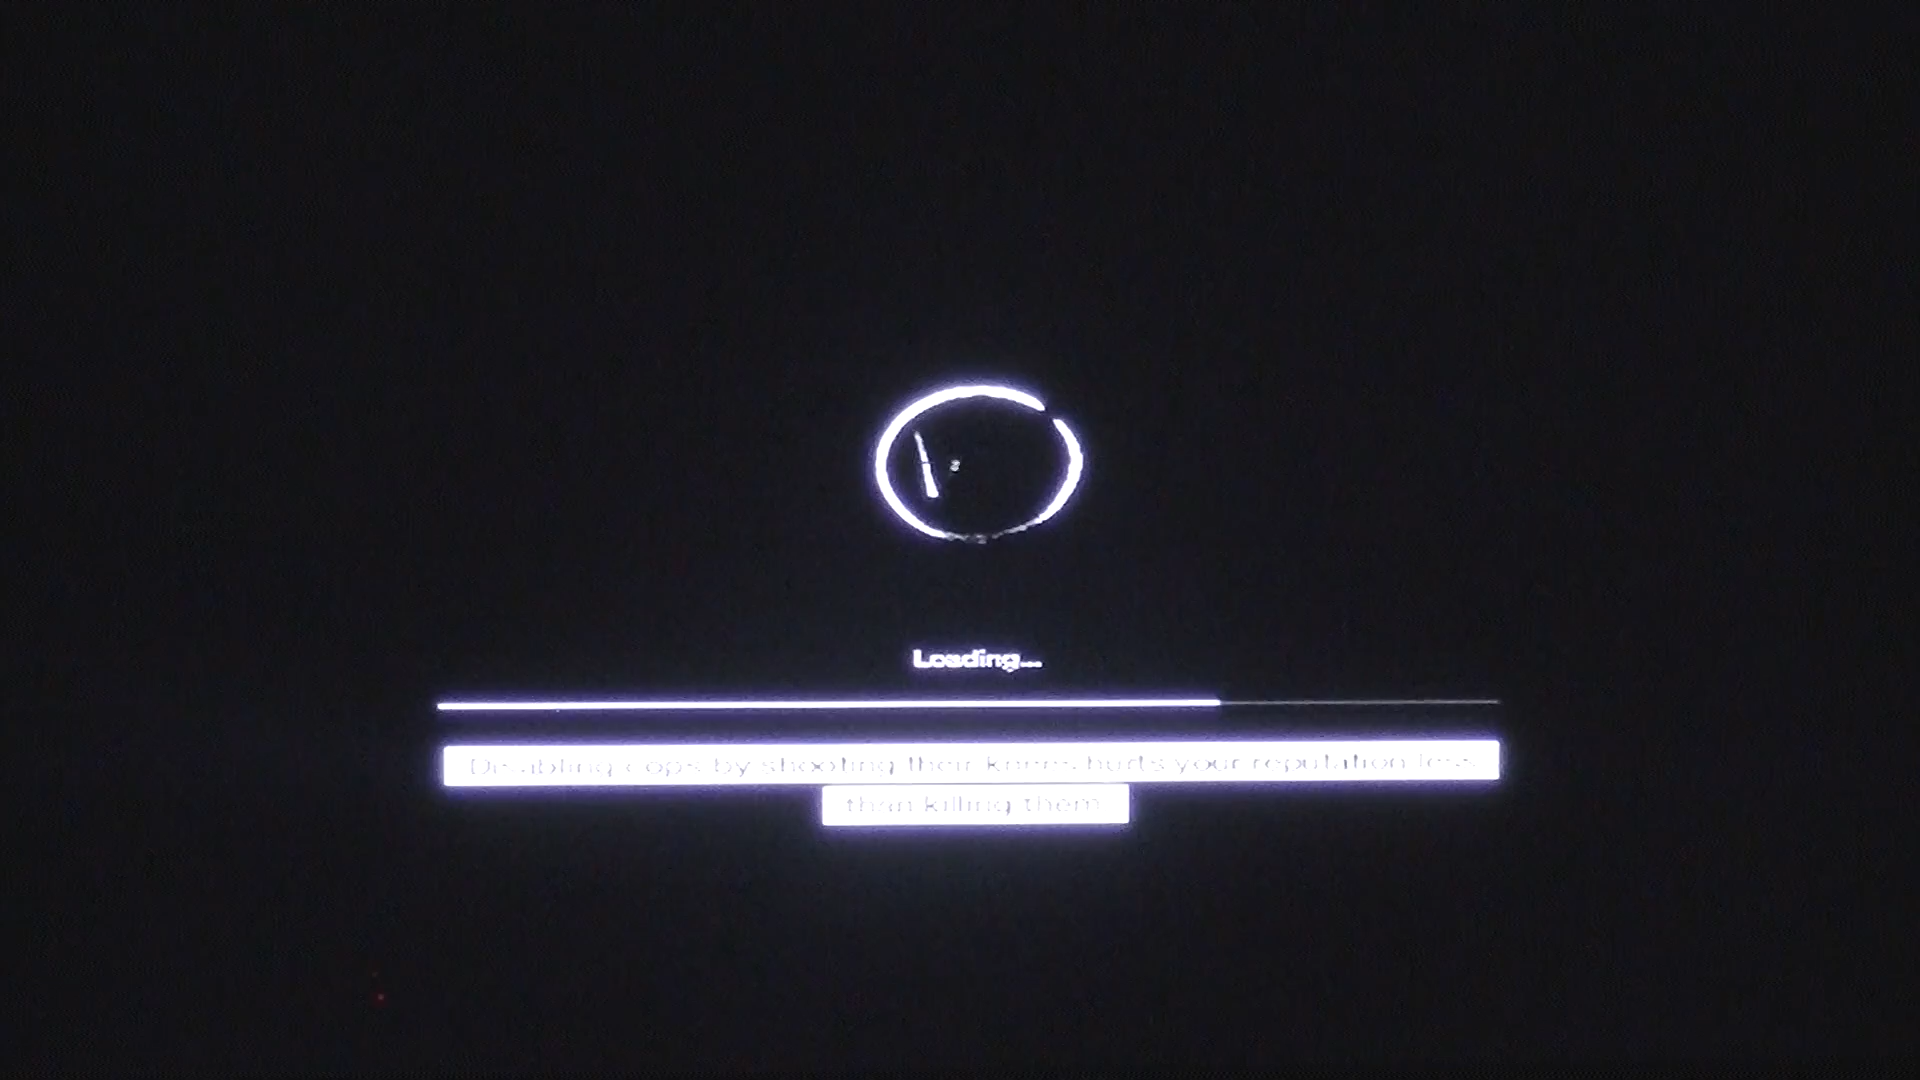 Loading...
Disabling cops by shooting their knees hurts your reputation less
than killing them